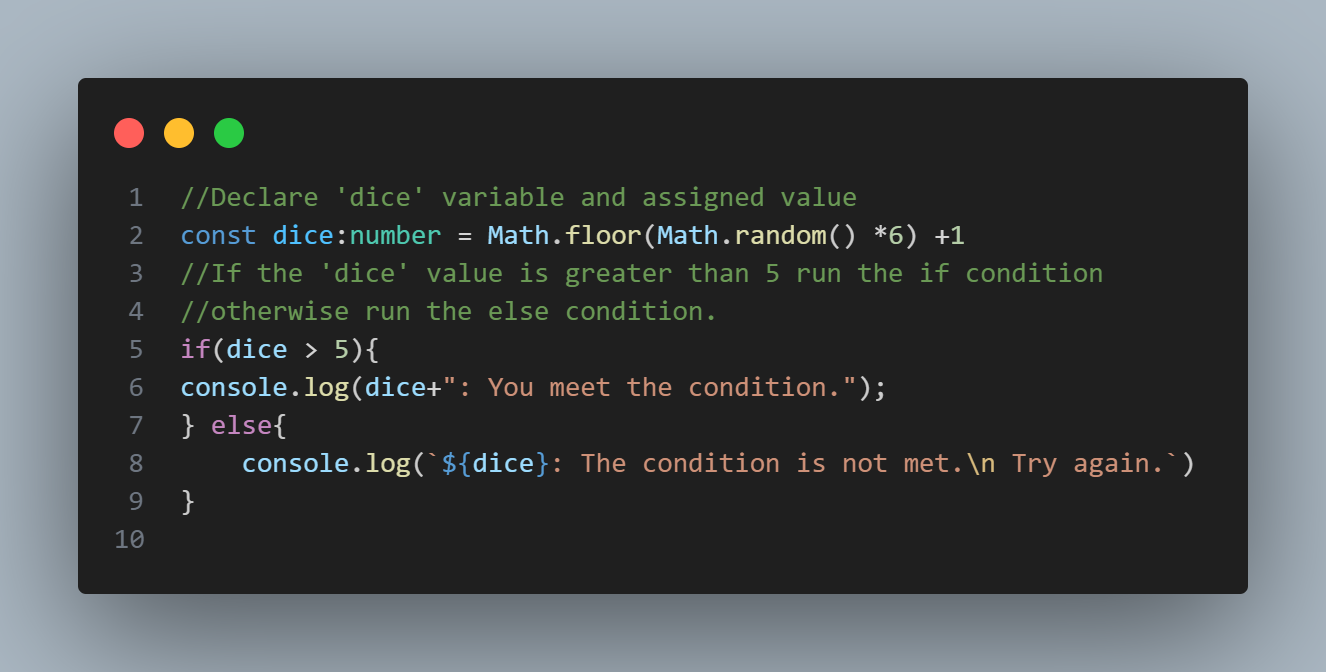 1 //Declare 'dice' variable and assigned value
2 const dice:number = Math.floor(Math.random() *6) +1
3 //If the 'dice' value is greater than 5 run the if condition
4 //otherwise run the else condition.
5 if(dice > 5){
6 console.log(dice+": You meet the condition.");
7 } else{
8     console.log(`${dice}: The condition is not met.\n Try again.`)
9 }
10